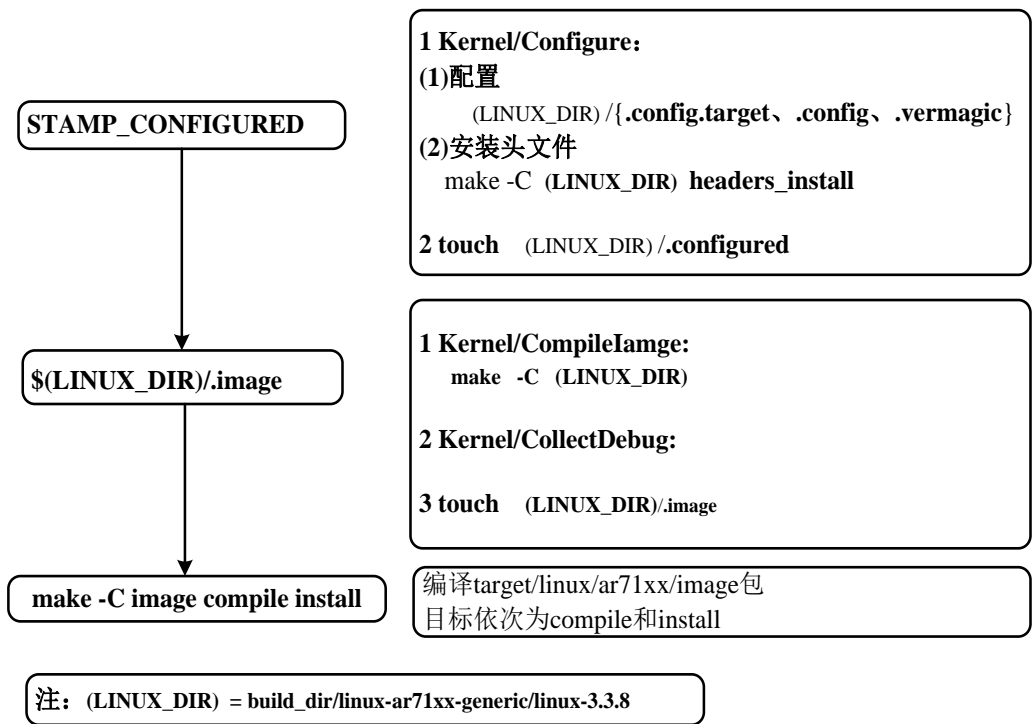 STAMP_CONFIGURED
1 Kernel/Configure：
(1)配置
(LINUX_DIR) /{.config.target、.config、.vermagic}
(2)安装头文件
make -C (LINUX_DIR) headers_install
2 touch (LINUX_DIR) /.configured
$(LINUX_DIR)/.image
1 Kernel/CompileIamge:
make -C (LINUX_DIR)
2 Kernel/CollectDebug:
3 touch (LINUX_DIR)/.image
make -C image compile install
编译target/linux/ar71xx/image包
目标依次为compile和install
注：(LINUX_DIR) = build_dir/linux-ar71xx-generic/linux-3.3.8